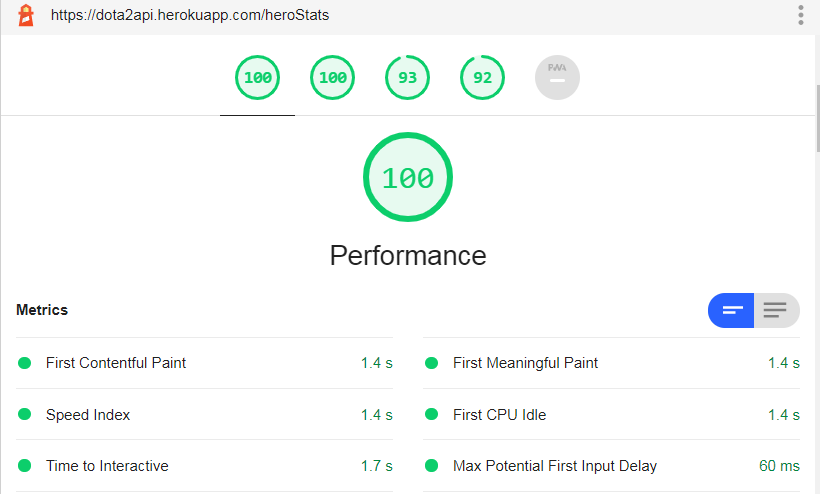 https://dota2api.herokuapp.com/heroStats
100 100 93 92 PWA
100
Performance
Metrics
First Contentful Paint 1.4 s First Meaningful Paint 1.4 s
Speed Index 1.4 s First CPU Idle 1.4 s
Time to Interactive 1.7 s Max Potential First Input Delay 60 ms